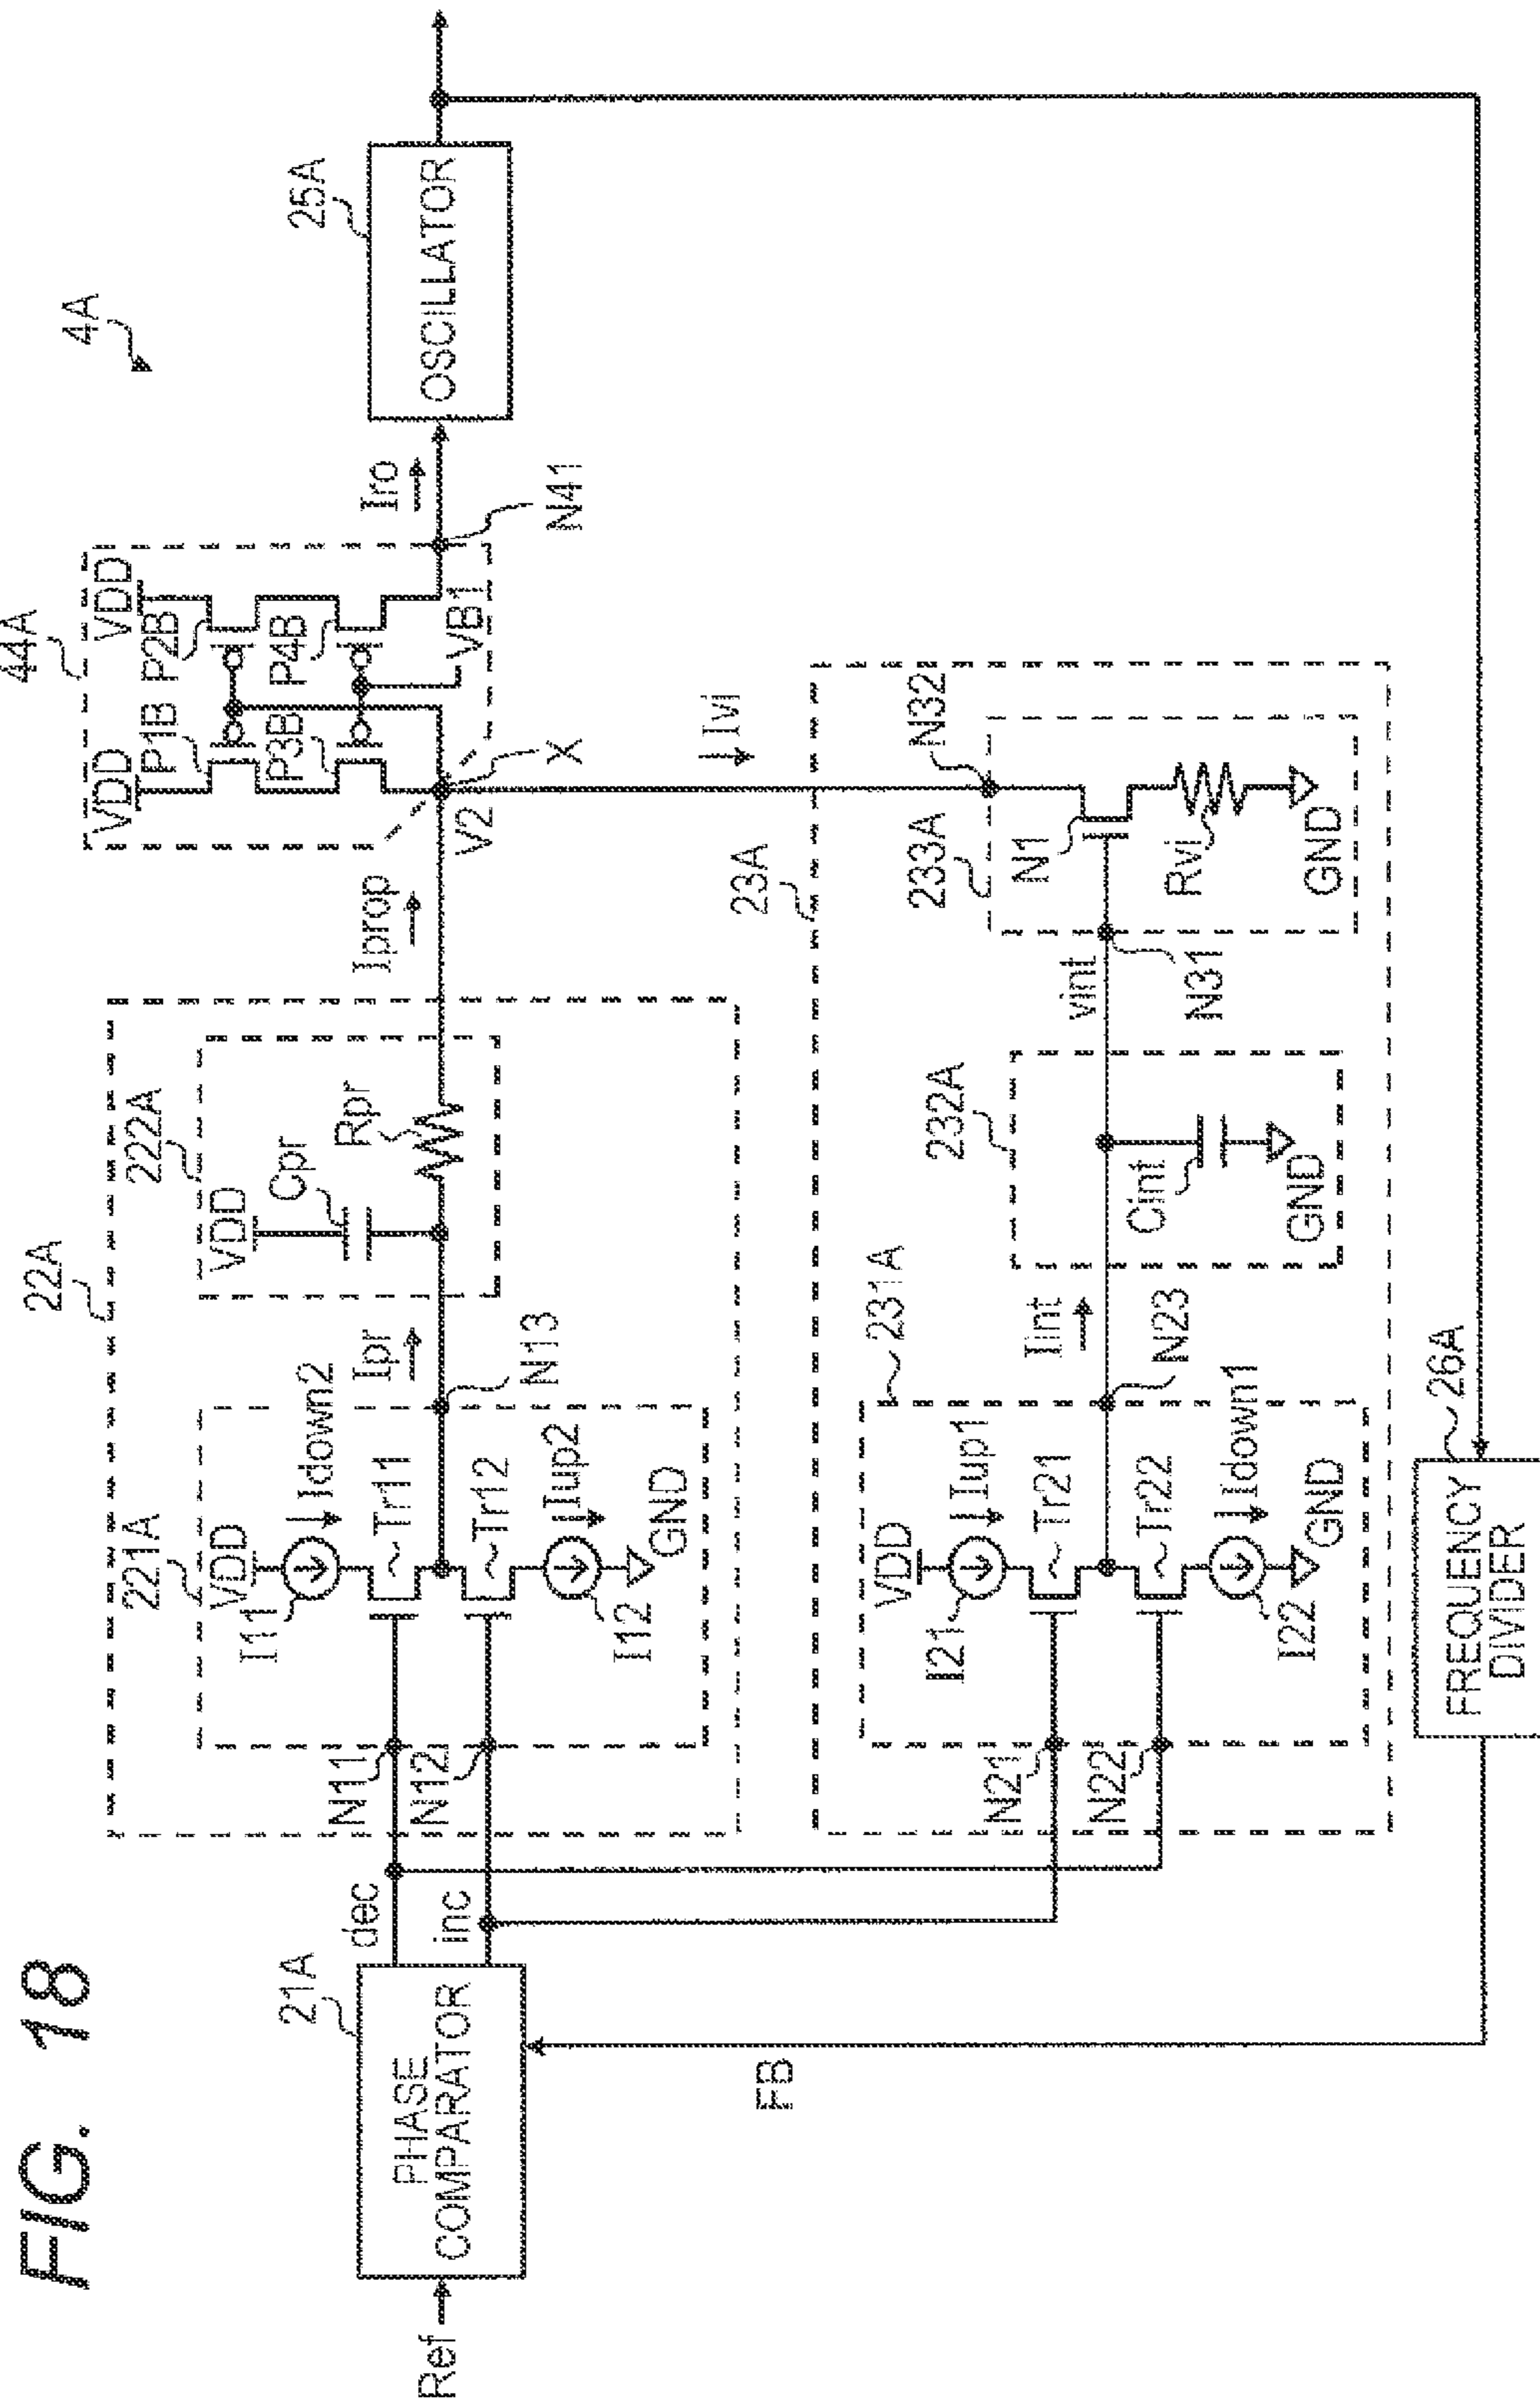 FIG. 18
4A
Ref
PHASE
COMPARATOR
21A
dec
inc
FB
22A
221A
N11
N12
VDD
I11
Idown2
Tr11
Tr12
Iup2
I12
GND
N13
Ipr
222A
VDD
Cpr
Rpr
Iprop
V2
X
44A
VDD
P1B
P3B
VDD
P2B
P4B
VB1
N41
Iro
25A
OSCILLATOR
Ivi
23A
231A
N21
N22
VDD
I21
Iup1
Tr21
Tr22
Idown1
I22
GND
N23
Iint
232A
Cint
GND
vint
N31
233A
N32
N1
Rvi
GND
26A
FREQUENCY
DIVIDER